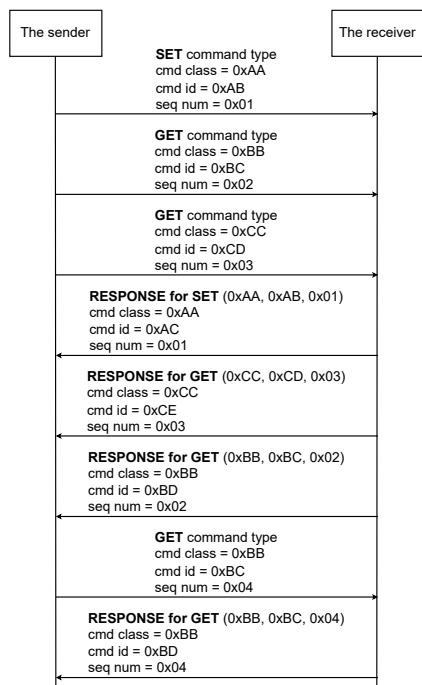 The sender
The receiver
SET command type
cmd class = 0xAA
cmd id = 0xAB
seq num = 0x01
GET command type
cmd class = 0xBB
cmd id = 0xBC
seq num = 0x02
GET command type
cmd class = 0xCC
cmd id = 0xCD
seq num = 0x03
RESPONSE for SET (0xAA, 0xAB, 0x01)
cmd class = 0xAA
cmd id = 0xAC
seq num = 0x01
RESPONSE for GET (0xCC, 0xCD, 0x03)
cmd class = 0xCC
cmd id = 0xCE
seq num = 0x03
RESPONSE for GET (0xBB, 0xBC, 0x02)
cmd class = 0xBB
cmd id = 0xBD
seq num = 0x02
GET command type
cmd class = 0xBB
cmd id = 0xBC
seq num = 0x04
RESPONSE for GET (0xBB, 0xBC, 0x04)
cmd class = 0xBB
cmd id = 0xBD
seq num = 0x04